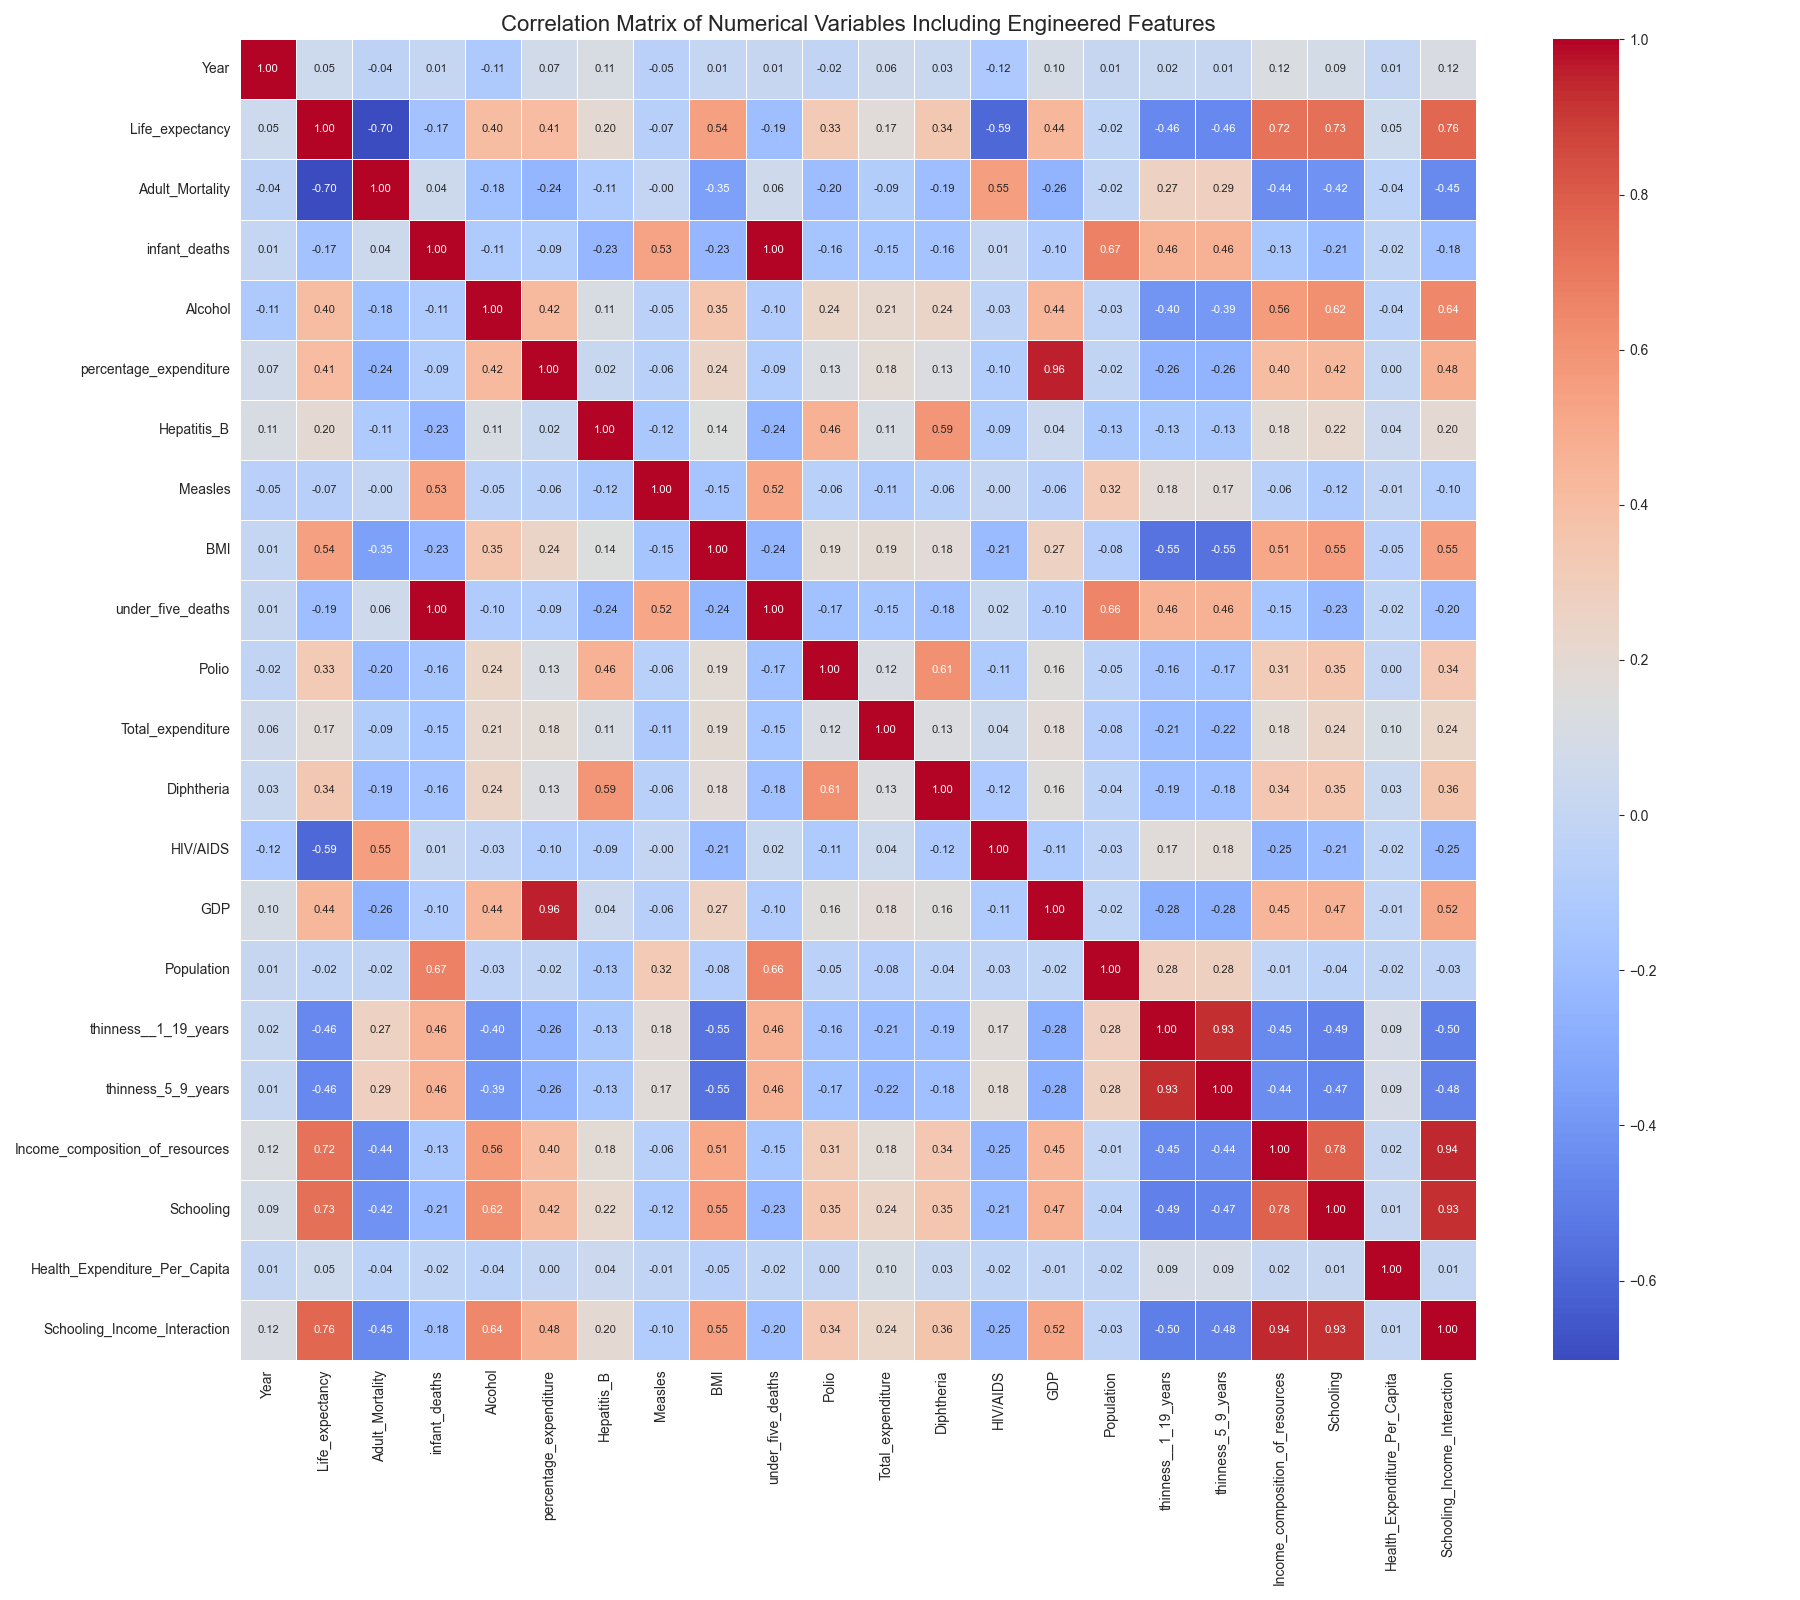 Correlation Matrix of Numerical Variables Including Engineered Features
Year 1.00 0.05 -0.04 0.01 -0.11 0.07 0.11 -0.05 0.01 0.01 -0.02 0.06 0.03 -0.12 0.10 0.01 0.02 0.01 0.12 0.09 0.01 0.12
Life_expectancy 0.05 1.00 -0.70 -0.17 0.40 0.41 0.20 -0.07 0.54 -0.19 0.33 0.17 0.34 -0.59 0.44 -0.02 -0.46 -0.46 0.72 0.73 0.05 0.76
Adult_Mortality -0.04 -0.70 1.00 0.04 -0.18 -0.24 -0.11 -0.00 -0.35 0.06 -0.20 -0.09 -0.19 0.55 -0.26 -0.02 0.27 0.29 -0.44 -0.42 -0.04 -0.45
infant_deaths 0.01 -0.17 0.04 1.00 -0.11 -0.09 -0.23 0.53 -0.23 1.00 -0.16 -0.15 -0.16 0.01 -0.10 0.67 0.46 0.46 -0.13 -0.21 -0.02 -0.18
Alcohol -0.11 0.40 -0.18 -0.11 1.00 0.42 0.11 -0.05 0.35 -0.10 0.24 0.21 0.24 -0.03 0.44 -0.03 -0.40 -0.39 0.56 0.62 -0.04 0.64
percentage_expenditure 0.07 0.41 -0.24 -0.09 0.42 1.00 0.02 -0.06 0.24 -0.09 0.13 0.18 0.13 -0.10 0.96 -0.02 -0.26 -0.26 0.40 0.42 0.00 0.48
Hepatitis_B 0.11 0.20 -0.11 -0.23 0.11 0.02 1.00 -0.12 0.14 -0.24 0.46 0.11 0.59 -0.09 0.04 -0.13 -0.13 -0.13 0.18 0.22 0.04 0.20
Measles -0.05 -0.07 -0.00 0.53 -0.05 -0.06 -0.12 1.00 -0.15 0.52 -0.06 -0.11 -0.06 -0.00 -0.06 0.32 0.18 0.17 -0.06 -0.12 -0.01 -0.10
BMI 0.01 0.54 -0.35 -0.23 0.35 0.24 0.14 -0.15 1.00 -0.24 0.19 0.19 0.18 -0.21 0.27 -0.08 -0.55 -0.55 0.51 0.55 -0.05 0.55
under_five_deaths 0.01 -0.19 0.06 1.00 -0.10 -0.09 -0.24 0.52 -0.24 1.00 -0.17 -0.15 -0.18 0.02 -0.10 0.66 0.46 0.46 -0.15 -0.23 -0.02 -0.20
Polio -0.02 0.33 -0.20 -0.16 0.24 0.13 0.46 -0.06 0.19 -0.17 1.00 0.12 0.61 -0.11 0.16 -0.05 -0.16 -0.17 0.31 0.35 0.00 0.34
Total_expenditure 0.06 0.17 -0.09 -0.15 0.21 0.18 0.11 -0.11 0.19 -0.15 0.12 1.00 0.13 0.04 0.18 -0.08 -0.21 -0.22 0.18 0.24 0.10 0.24
Diphtheria 0.03 0.34 -0.19 -0.16 0.24 0.13 0.59 -0.06 0.18 -0.18 0.61 0.13 1.00 -0.12 0.16 -0.04 -0.19 -0.18 0.34 0.35 0.03 0.36
HIV/AIDS -0.12 -0.59 0.55 0.01 -0.03 -0.10 -0.09 -0.00 -0.21 0.02 -0.11 0.04 -0.12 1.00 -0.11 -0.03 0.17 0.18 -0.25 -0.21 -0.02 -0.25
GDP 0.10 0.44 -0.26 -0.10 0.44 0.96 0.04 -0.06 0.27 -0.10 0.16 0.18 0.16 -0.11 1.00 -0.02 -0.28 -0.28 0.45 0.47 -0.01 0.52
Population 0.01 -0.02 -0.02 0.67 -0.03 -0.02 -0.13 0.32 -0.08 0.66 -0.05 -0.08 -0.04 -0.03 -0.02 1.00 0.28 0.28 -0.01 -0.04 -0.02 -0.03
thinness__1_19_years 0.02 -0.46 0.27 0.46 -0.40 -0.26 -0.13 0.18 -0.55 0.46 -0.16 -0.21 -0.19 0.17 -0.28 0.28 1.00 0.93 -0.45 -0.49 0.09 -0.50
thinness_5_9_years 0.01 -0.46 0.29 0.46 -0.39 -0.26 -0.13 0.17 -0.55 0.46 -0.17 -0.22 -0.18 0.18 -0.28 0.28 0.93 1.00 -0.44 -0.47 0.09 -0.48
Income_composition_of_resources 0.12 0.72 -0.44 -0.13 0.56 0.40 0.18 -0.06 0.51 -0.15 0.31 0.18 0.34 -0.25 0.45 -0.01 -0.45 -0.44 1.00 0.78 0.02 0.94
Schooling 0.09 0.73 -0.42 -0.21 0.62 0.42 0.22 -0.12 0.55 -0.23 0.35 0.24 0.35 -0.21 0.47 -0.04 -0.49 -0.47 0.78 1.00 0.01 0.93
Health_Expenditure_Per_Capita 0.01 0.05 -0.04 -0.02 -0.04 0.00 0.04 -0.01 -0.05 -0.02 0.00 0.10 0.03 -0.02 -0.01 -0.02 0.09 0.09 0.02 0.01 1.00 0.01
Schooling_Income_Interaction 0.12 0.76 -0.45 -0.18 0.64 0.48 0.20 -0.10 0.55 -0.20 0.34 0.24 0.36 -0.25 0.52 -0.03 -0.50 -0.48 0.94 0.93 0.01 1.00
Year
Life_expectancy
Adult_Mortality
infant_deaths
Alcohol
percentage_expenditure
Hepatitis_B
Measles
BMI
under_five_deaths
Polio
Total_expenditure
Diphtheria
HIV/AIDS
GDP
Population
thinness__1_19_years
thinness_5_9_years
Income_composition_of_resources
Schooling
Health_Expenditure_Per_Capita
Schooling_Income_Interaction
1.0
0.8
0.6
0.4
0.2
0.0
−0.2
−0.4
−0.6